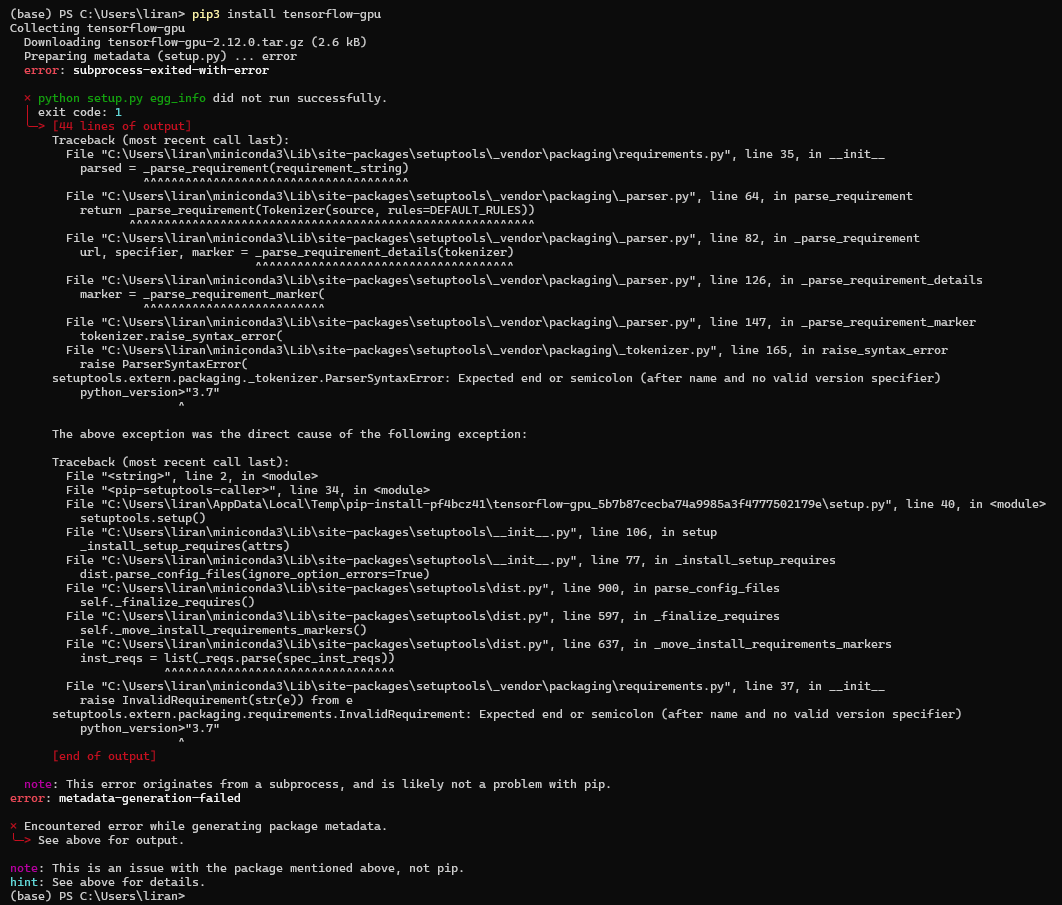 (base) PS C:\Users\liran> pip3 install tensorflow-gpu
Collecting tensorflow-gpu
  Downloading tensorflow-gpu-2.12.0.tar.gz (2.6 kB)
  Preparing metadata (setup.py) ... error
  error: subprocess-exited-with-error

  × python setup.py egg_info did not run successfully.
  │ exit code: 1
  ╰─> [44 lines of output]
      Traceback (most recent call last):
        File "C:\Users\liran\miniconda3\Lib\site-packages\setuptools\_vendor\packaging\requirements.py", line 35, in __init__
          parsed = _parse_requirement(requirement_string)
                   ^^^^^^^^^^^^^^^^^^^^^^^^^^^^^^^^^^^^^^
        File "C:\Users\liran\miniconda3\Lib\site-packages\setuptools\_vendor\packaging\_parser.py", line 64, in parse_requirement
          return _parse_requirement(Tokenizer(source, rules=DEFAULT_RULES))
                 ^^^^^^^^^^^^^^^^^^^^^^^^^^^^^^^^^^^^^^^^^^^^^^^^^^^^^^^^^^
        File "C:\Users\liran\miniconda3\Lib\site-packages\setuptools\_vendor\packaging\_parser.py", line 82, in _parse_requirement
          url, specifier, marker = _parse_requirement_details(tokenizer)
                                   ^^^^^^^^^^^^^^^^^^^^^^^^^^^^^^^^^^^^^
        File "C:\Users\liran\miniconda3\Lib\site-packages\setuptools\_vendor\packaging\_parser.py", line 126, in _parse_requirement_details
          marker = _parse_requirement_marker(
                   ^^^^^^^^^^^^^^^^^^^^^^^^^^
        File "C:\Users\liran\miniconda3\Lib\site-packages\setuptools\_vendor\packaging\_parser.py", line 147, in _parse_requirement_marker
          tokenizer.raise_syntax_error(
        File "C:\Users\liran\miniconda3\Lib\site-packages\setuptools\_vendor\packaging\_tokenizer.py", line 165, in raise_syntax_error
          raise ParserSyntaxError(
      setuptools.extern.packaging._tokenizer.ParserSyntaxError: Expected end or semicolon (after name and no valid version specifier)
          python_version>"3.7"
                        ^

      The above exception was the direct cause of the following exception:

      Traceback (most recent call last):
        File "<string>", line 2, in <module>
        File "<pip-setuptools-caller>", line 34, in <module>
        File "C:\Users\liran\AppData\Local\Temp\pip-install-pf4bcz41\tensorflow-gpu_5b7b87cecba74a9985a3f4777502179e\setup.py", line 40, in <module>
          setuptools.setup()
        File "C:\Users\liran\miniconda3\Lib\site-packages\setuptools\__init__.py", line 106, in setup
          _install_setup_requires(attrs)
        File "C:\Users\liran\miniconda3\Lib\site-packages\setuptools\__init__.py", line 77, in _install_setup_requires
          dist.parse_config_files(ignore_option_errors=True)
        File "C:\Users\liran\miniconda3\Lib\site-packages\setuptools\dist.py", line 900, in parse_config_files
          self._finalize_requires()
        File "C:\Users\liran\miniconda3\Lib\site-packages\setuptools\dist.py", line 597, in _finalize_requires
          self._move_install_requirements_markers()
        File "C:\Users\liran\miniconda3\Lib\site-packages\setuptools\dist.py", line 637, in _move_install_requirements_markers
          inst_reqs = list(_reqs.parse(spec_inst_reqs))
                      ^^^^^^^^^^^^^^^^^^^^^^^^^^^^^^^^^
        File "C:\Users\liran\miniconda3\Lib\site-packages\setuptools\_vendor\packaging\requirements.py", line 37, in __init__
          raise InvalidRequirement(str(e)) from e
      setuptools.extern.packaging.requirements.InvalidRequirement: Expected end or semicolon (after name and no valid version specifier)
          python_version>"3.7"
                        ^
      [end of output]

  note: This error originates from a subprocess, and is likely not a problem with pip.
error: metadata-generation-failed

× Encountered error while generating package metadata.
╰─> See above for output.

note: This is an issue with the package mentioned above, not pip.
hint: See above for details.
(base) PS C:\Users\liran>